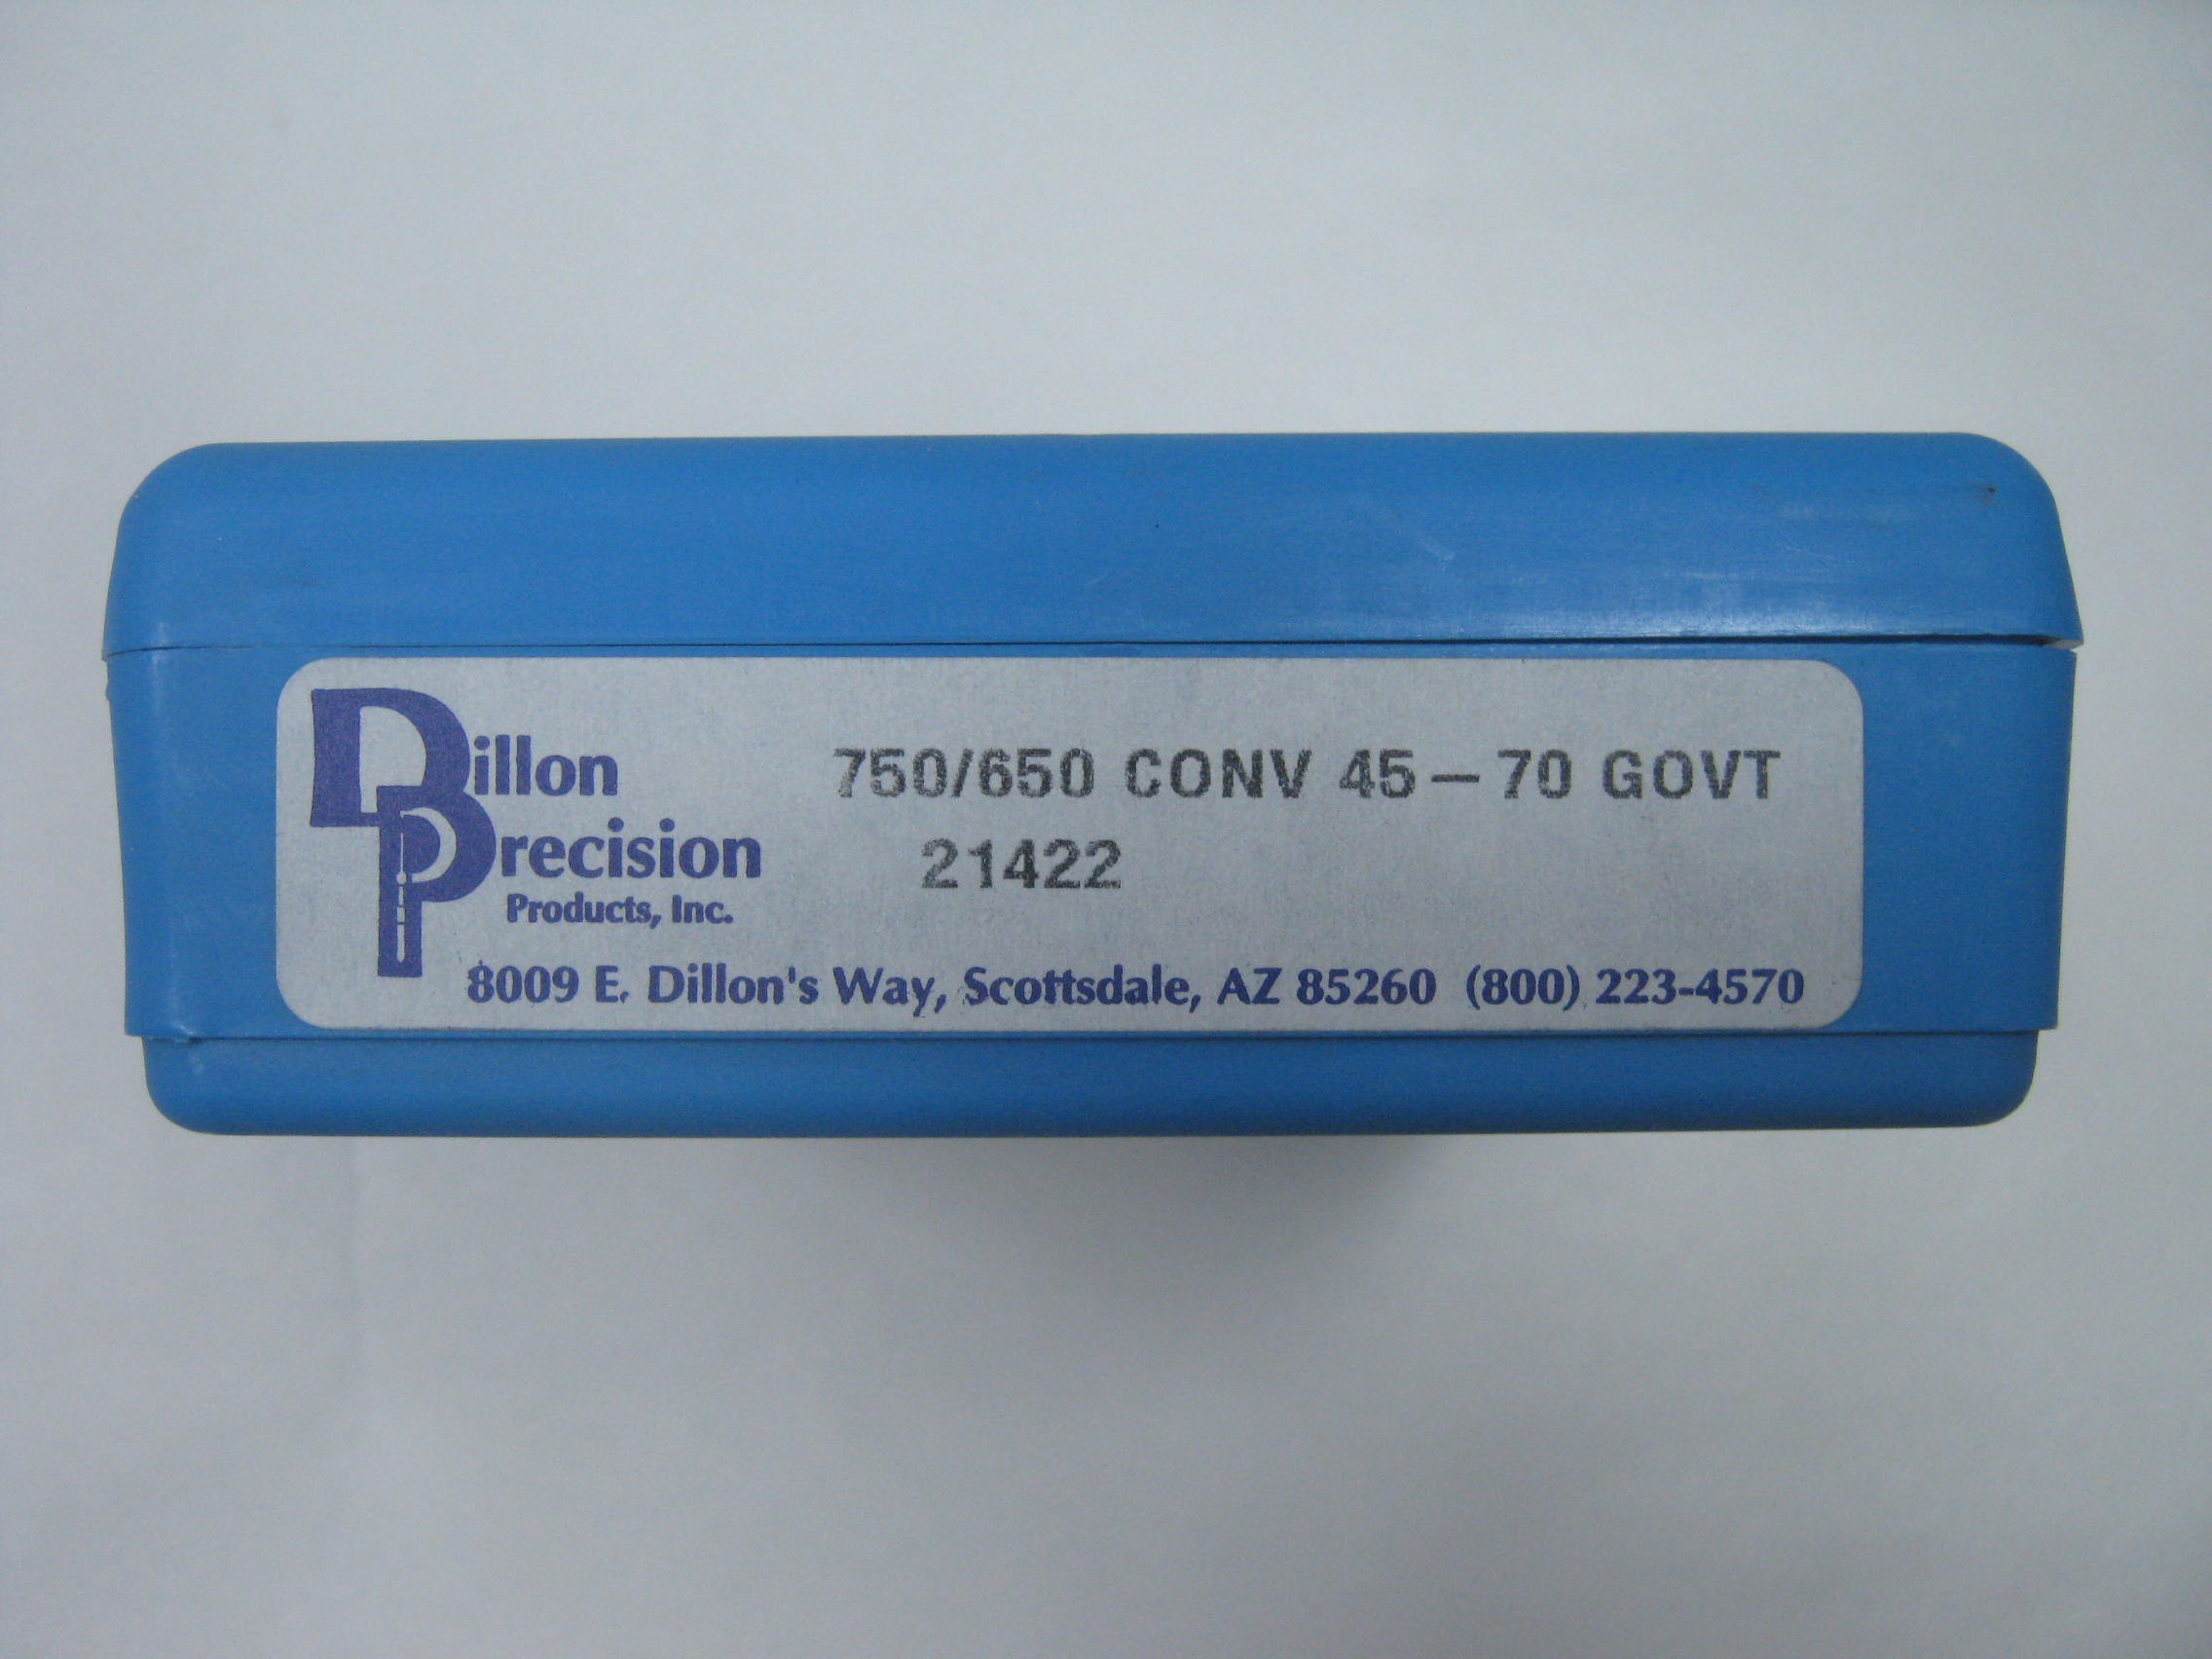 Dillon
Precision
Products, Inc.
750/650 CONV 45-70 GOVT
21422
8009 E. Dillon's Way, Scottsdale, AZ 85260 (800) 223-4570